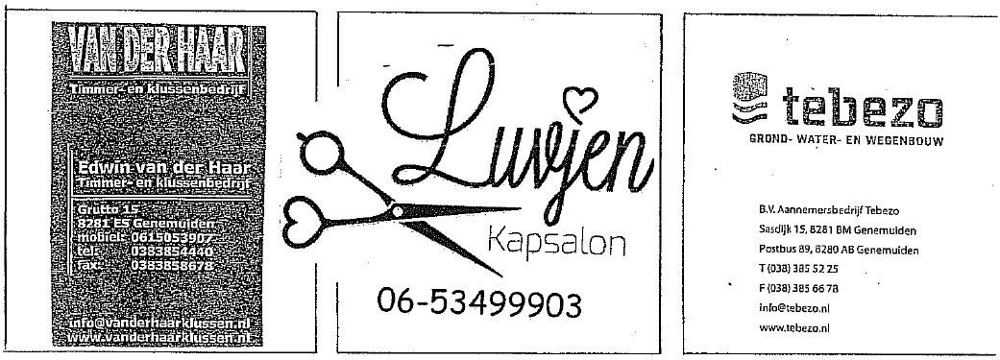 VAN DER HAAR
Timmer- en klussenbedrijf
Edwin van der Haar
Timmer- en klussenbedrijf
Grutto 15
8281 ES Genemuiden
mobiel: 0615053907
tel: 0383854440
fax: 0383858678
info@vanderhaarklussen.nl
www.vanderhaarklussen.nl
Luvjen
Kapsalon
06-53499903
tebezo
GROND- WATER- EN WEGENBOUW
B.V. Aannemersbedrijf Tebezo
Sasdijk 15, 8281 BM Genemuiden
Postbus 89, 8280 AB Genemuiden
T (038) 385 52 25
F (038) 385 66 78
info@tebezo.nl
www.tebezo.nl